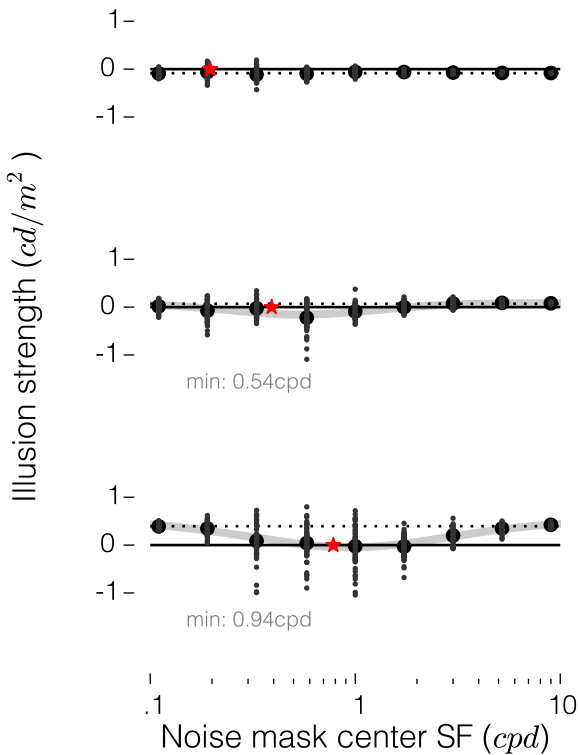 1
0
-1
Illusion strength (cd/m²)
1
0
-1
min: 0.54cpd
1
0
-1
min: 0.94cpd
.1 1 10
Noise mask center SF (cpd)